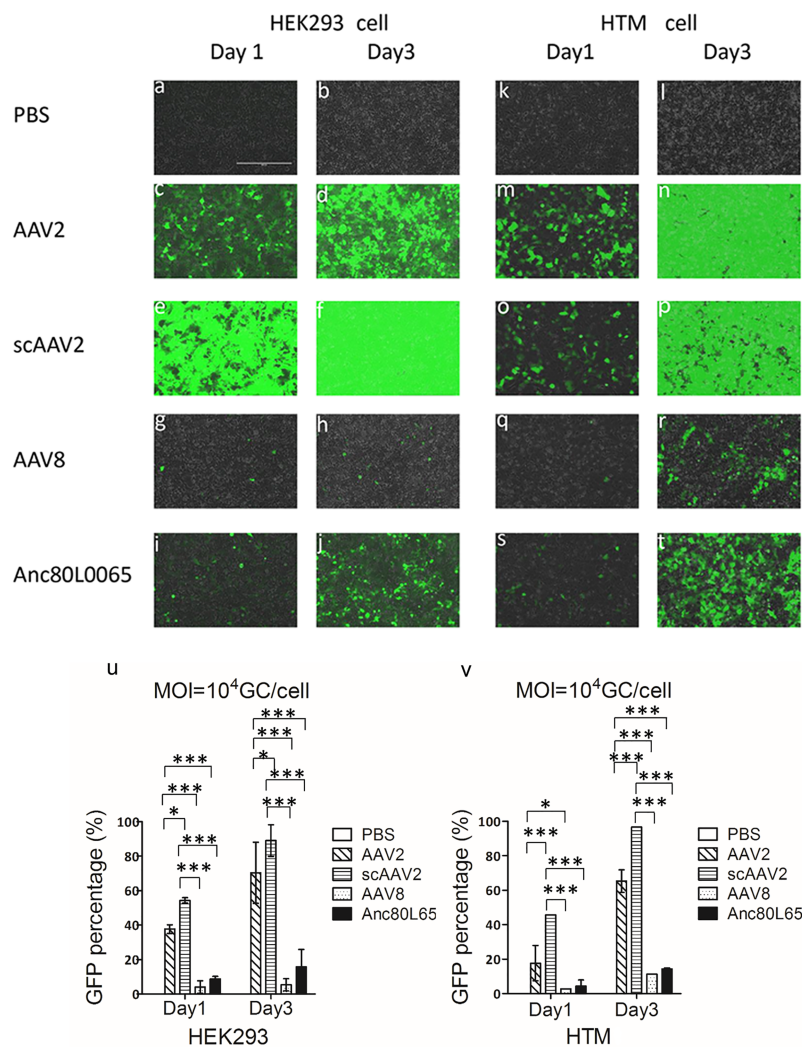 HEK293 cell HTM cell
Day 1 Day3 Day1 Day3
PBS a b k l
AAV2 c d m n
scAAV2 e f o p
AAV8 g h q r
Anc80L0065 i j s t
u
MOI=10⁴GC/cell
***
***
*
***
***
***
***
*
***
***
GFP percentage (%)
100
80
60
40
20
0
Day1 Day3
HEK293
PBS
AAV2
scAAV2
AAV8
Anc80L65
v
MOI=10⁴GC/cell
***
***
***
***
***
*
***
***
***
GFP percentage (%)
100
80
60
40
20
0
Day1 Day3
HTM
PBS
AAV2
scAAV2
AAV8
Anc80L65